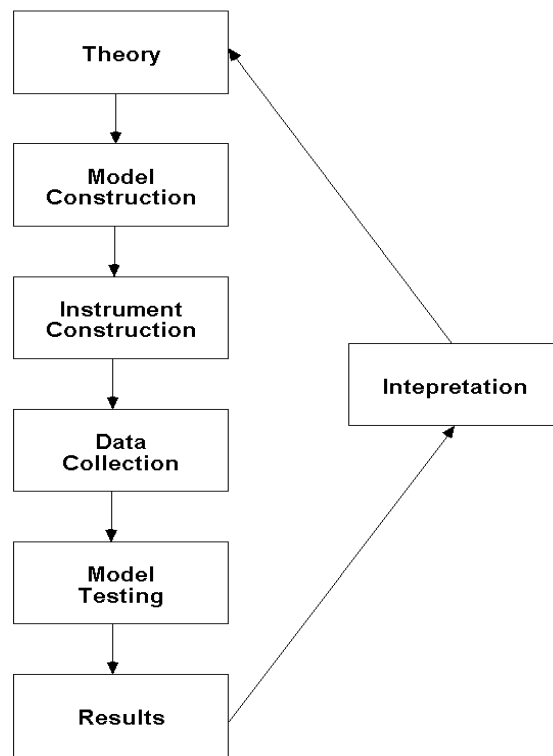 Theory
Model
Construction
Instrument
Construction
Intepretation
Data
Collection
Model
Testing
Results